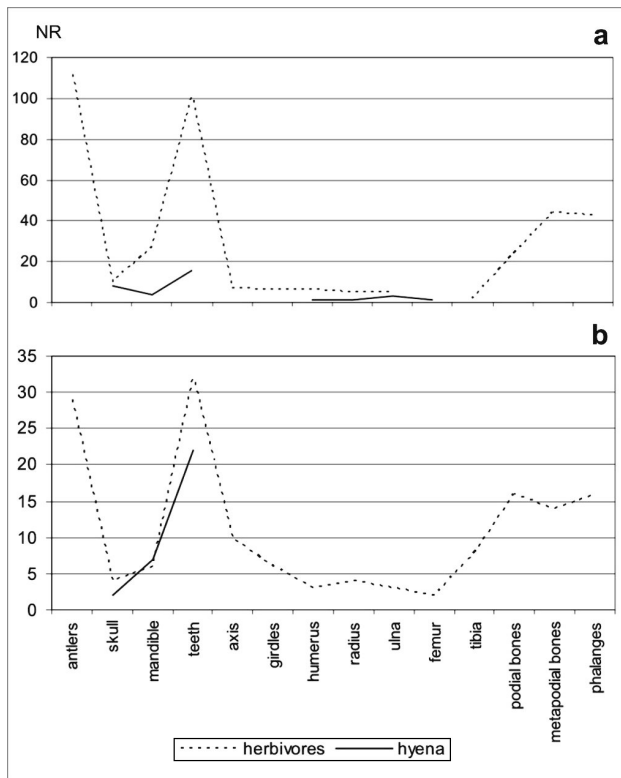 NR
a
120
100
80
60
40
20
0
b
35
30
25
20
15
10
5
0
antlers
skull
mandible
teeth
axis
girdles
humerus
radius
ulna
femur
tibia
podial bones
metapodial bones
phalanges
herbivores hyena